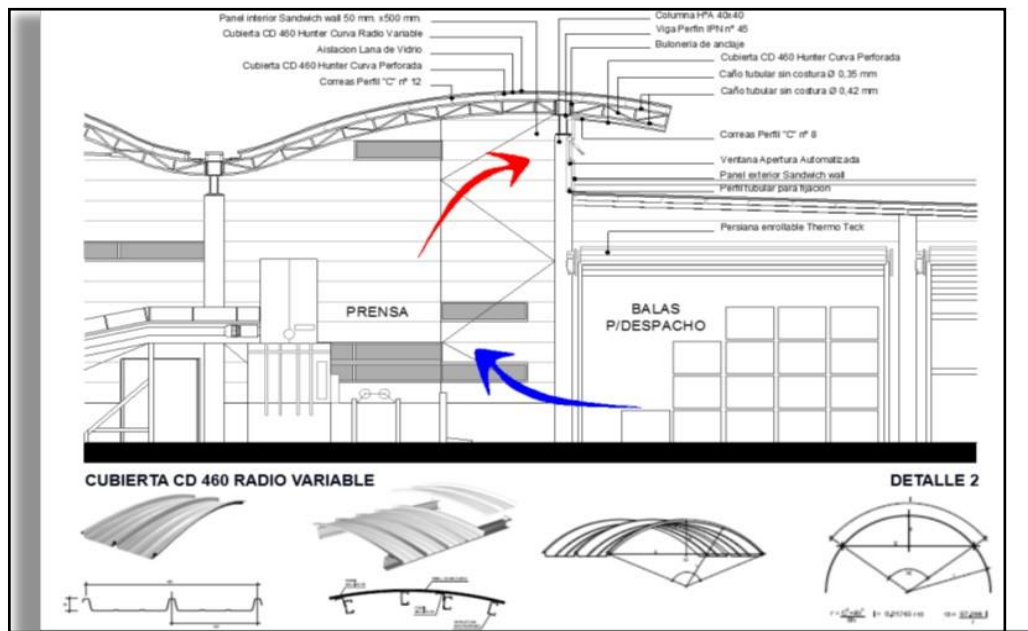 Panel interior Sandwich wall 50 mm. x500 mm.
Cubierta CD 460 Hunter Curva Radio Variable
Aislacion Lana de Vidrio
Cubierta CD 460 Hunter Curva Perforada
Correas Perfil "C" nº 12
Columna HºA 40x40
Viga Perfin IPN nº 45
Buloneria de anclaje
Cubierta CD 460 Hunter Curva Perforada
Caño tubular sin costura Ø 0,35 mm
Caño tubular sin costura Ø 0,42 mm
Correas Perfil "C" nº 8
Ventana Apertura Automatizada
Panel exterior Sandwich wall
Perfil tubular para fijación
Persiana enrollable Thermo Teck
PRENSA
BALAS
P/DESPACHO
CUBIERTA CD 460 RADIO VARIABLE
DETALLE 2